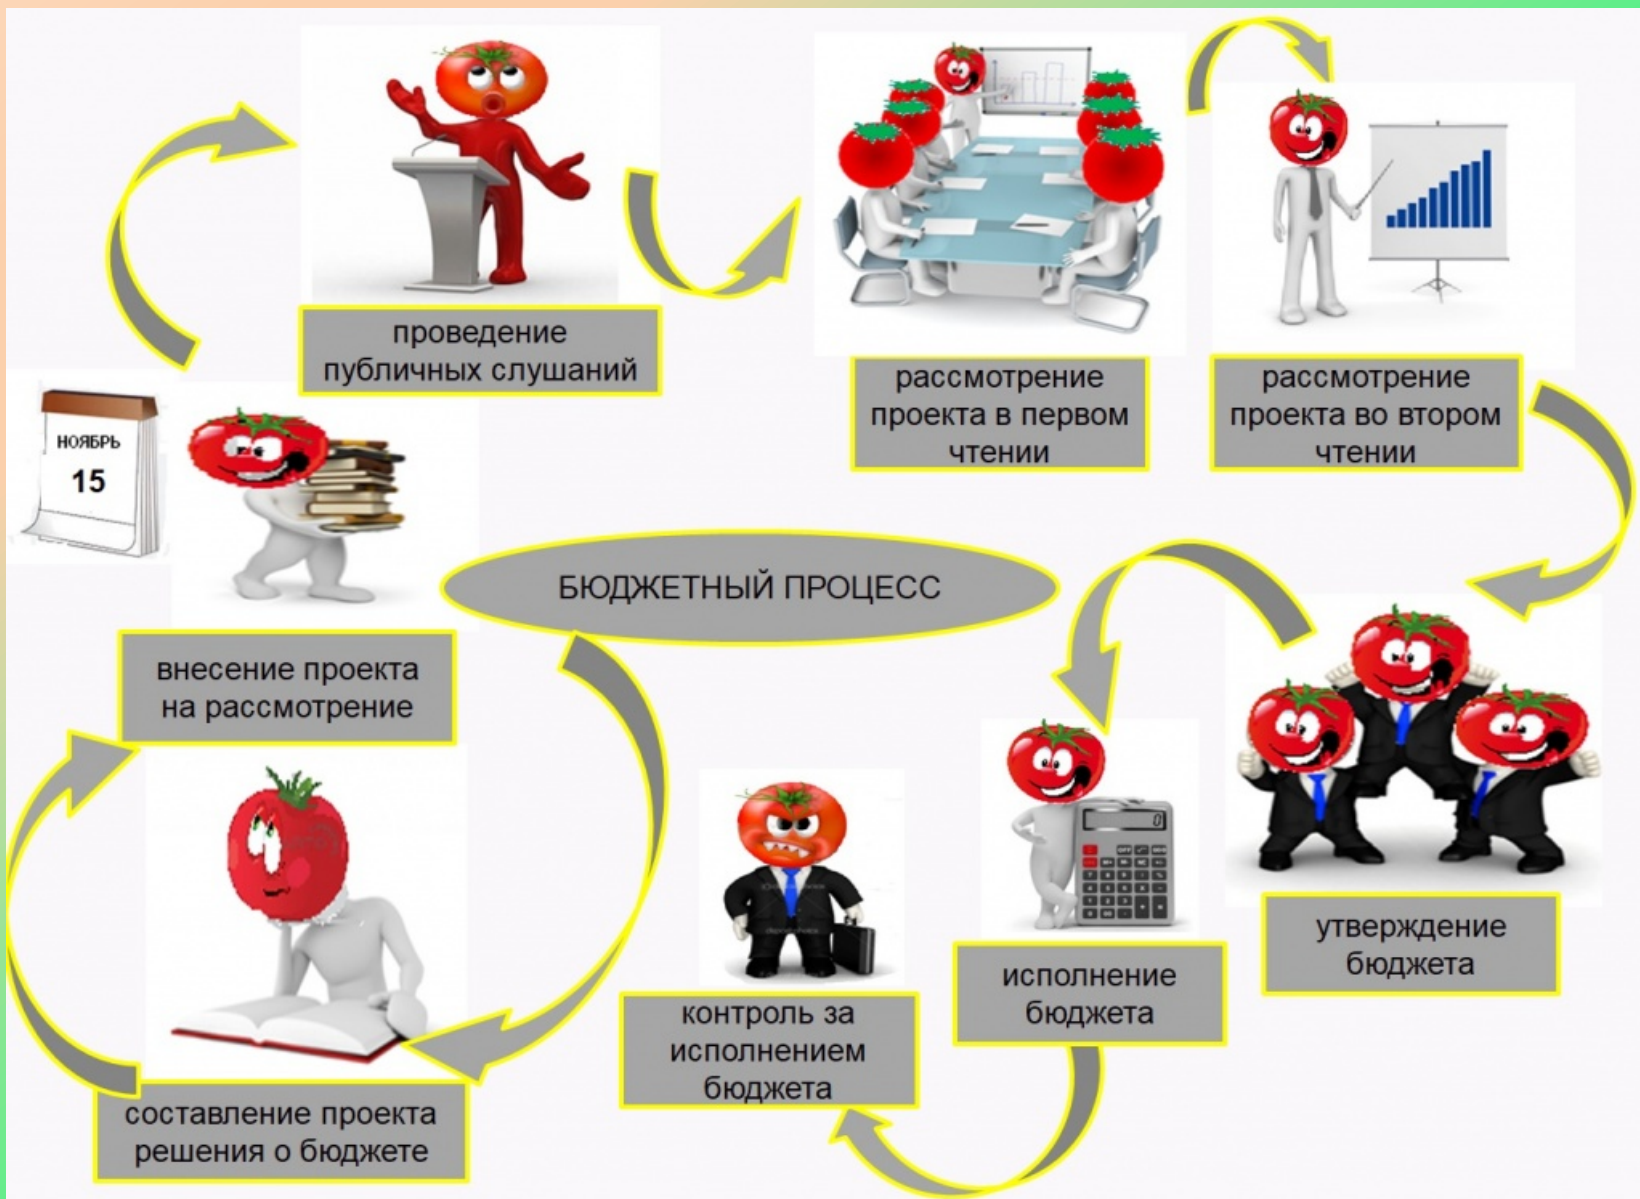 проведение
публичных слушаний
рассмотрение
проекта в первом
чтении
рассмотрение
проекта во втором
чтении
НОЯБРЬ
15
БЮДЖЕТНЫЙ ПРОЦЕСС
внесение проекта
на рассмотрение
утверждение
бюджета
исполнение
бюджета
контроль за
исполнением
бюджета
составление проекта
решения о бюджете